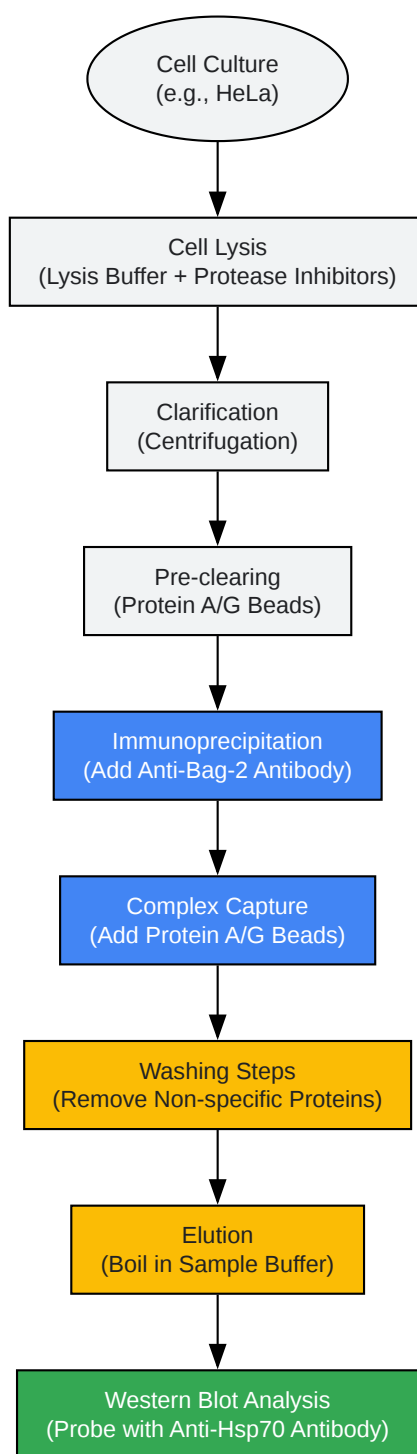 Cell Culture
(e.g., HeLa)
Cell Lysis
(Lysis Buffer + Protease Inhibitors)
Clarification
(Centrifugation)
Pre-clearing
(Protein A/G Beads)
Immunoprecipitation
(Add Anti-Bag-2 Antibody)
Complex Capture
(Add Protein A/G Beads)
Washing Steps
(Remove Non-specific Proteins)
Elution
(Boil in Sample Buffer)
Western Blot Analysis
(Probe with Anti-Hsp70 Antibody)